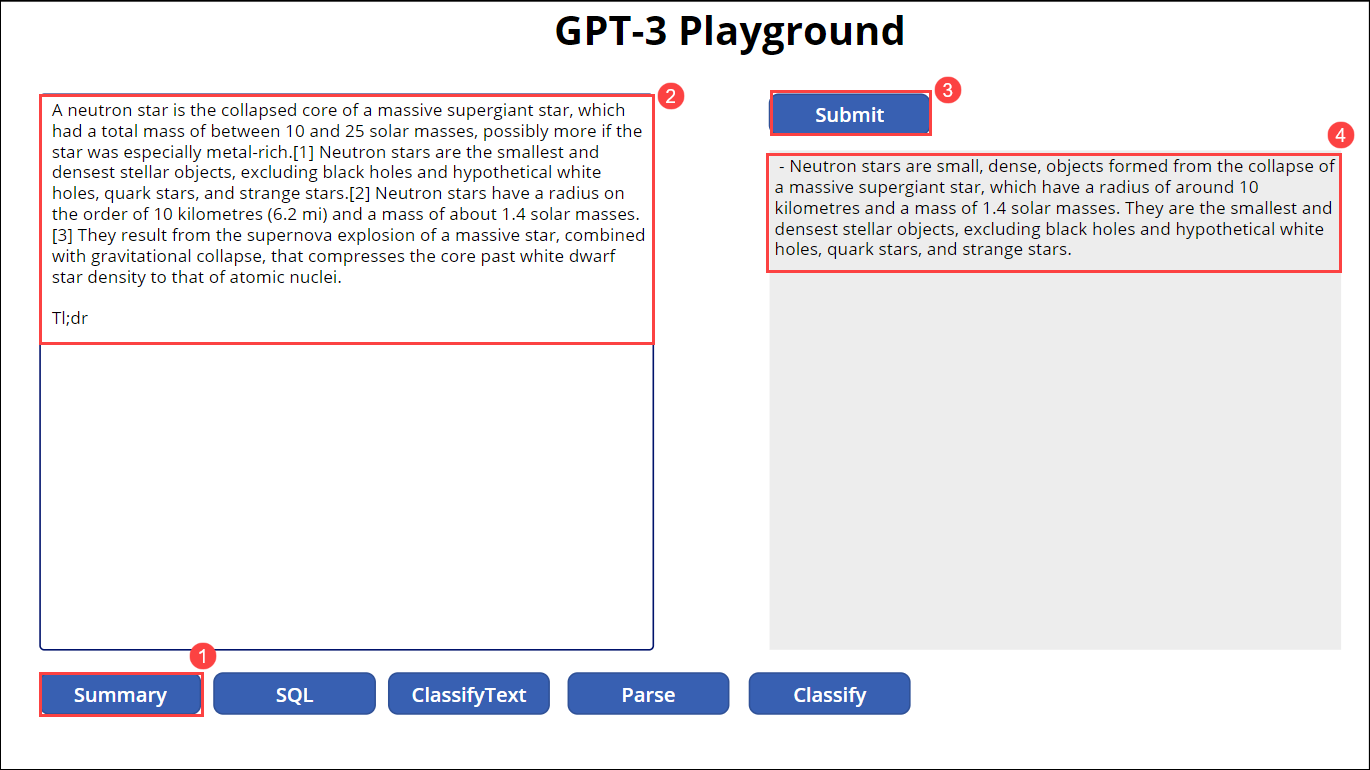 GPT-3 Playground
2
A neutron star is the collapsed core of a massive supergiant star, which
had a total mass of between 10 and 25 solar masses, possibly more if the
star was especially metal-rich.[1] Neutron stars are the smallest and
densest stellar objects, excluding black holes and hypothetical white
holes, quark stars, and strange stars.[2] Neutron stars have a radius on
the order of 10 kilometres (6.2 mi) and a mass of about 1.4 solar masses.
[3] They result from the supernova explosion of a massive star, combined
with gravitational collapse, that compresses the core past white dwarf
star density to that of atomic nuclei.
Tl;dr
3
Submit
4
- Neutron stars are small, dense, objects formed from the collapse of
a massive supergiant star, which have a radius of around 10
kilometres and a mass of 1.4 solar masses. They are the smallest and
densest stellar objects, excluding black holes and hypothetical white
holes, quark stars, and strange stars.
1
Summary
SQL
ClassifyText
Parse
Classify